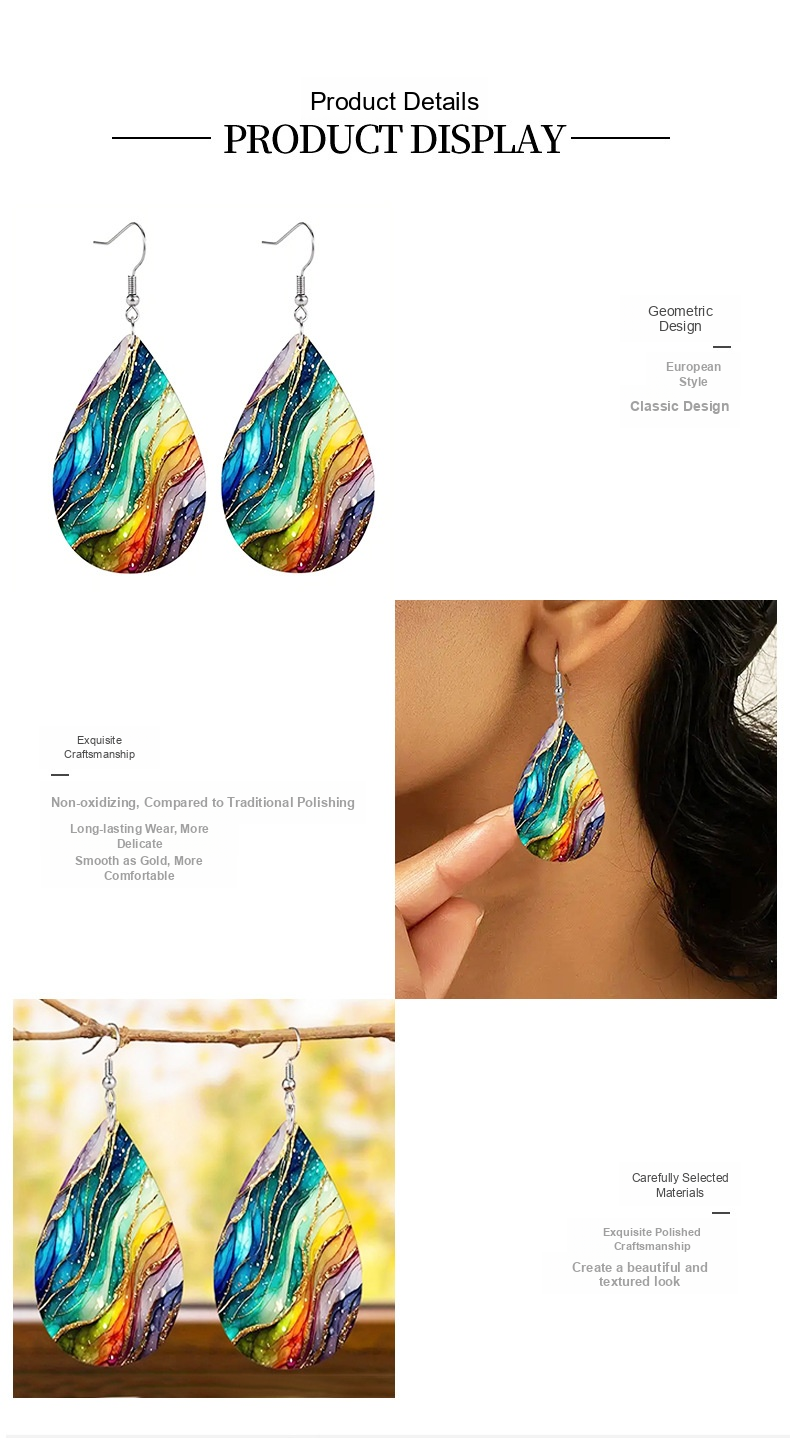 Product Details
PRODUCT DISPLAY
Geometric
Design
European
Style
Classic Design
Exquisite
Craftsmanship
Non-oxidizing, Compared to Traditional Polishing
Long-lasting Wear, More
Delicate
Smooth as Gold, More
Comfortable
Carefully Selected
Materials
Exquisite Polished
Craftsmanship
Create a beautiful and
textured look